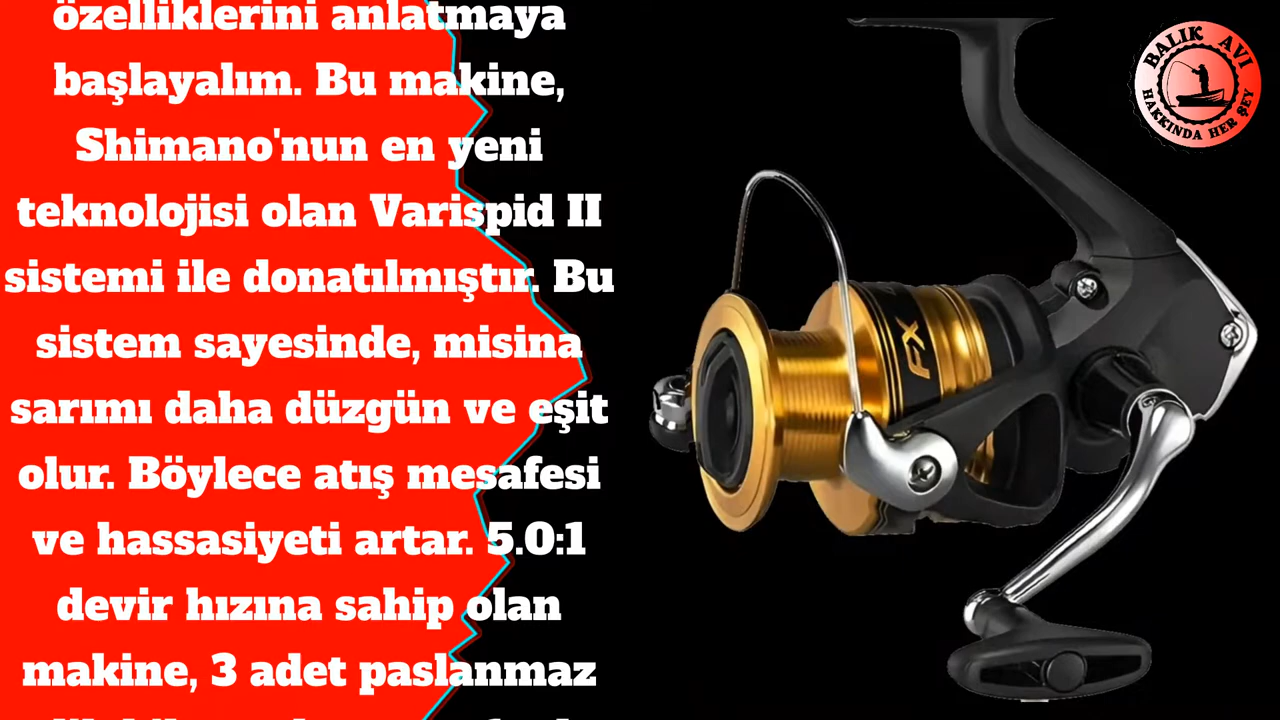 özelliklerini anlatmaya
başlayalım. Bu makine,
Shimano'nun en yeni
teknolojisi olan Varispid II
sistemi ile donatılmıştır. Bu
sistem sayesinde, misina
sarımı daha düzgün ve eşit
olur. Böylece atış mesafesi
ve hassasiyeti artar. 5.0:1
devir hızına sahip olan
makine, 3 adet paslanmaz
FX
BALIK AVI
HAKKINDA HER ŞEY